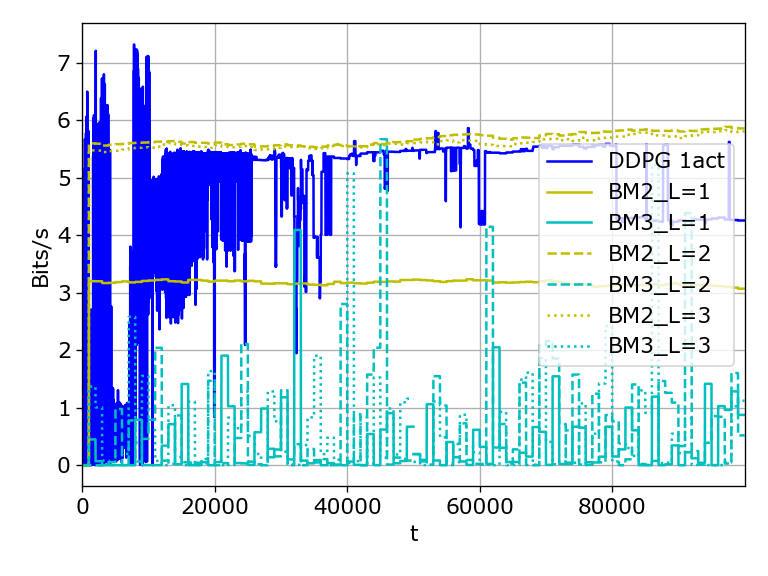 7
6
5
4
3
2
1
0
Bits/s
0 20000 40000 60000 80000
t
DDPG 1act
BM2_L=1
BM3_L=1
BM2_L=2
BM3_L=2
BM2_L=3
BM3_L=3